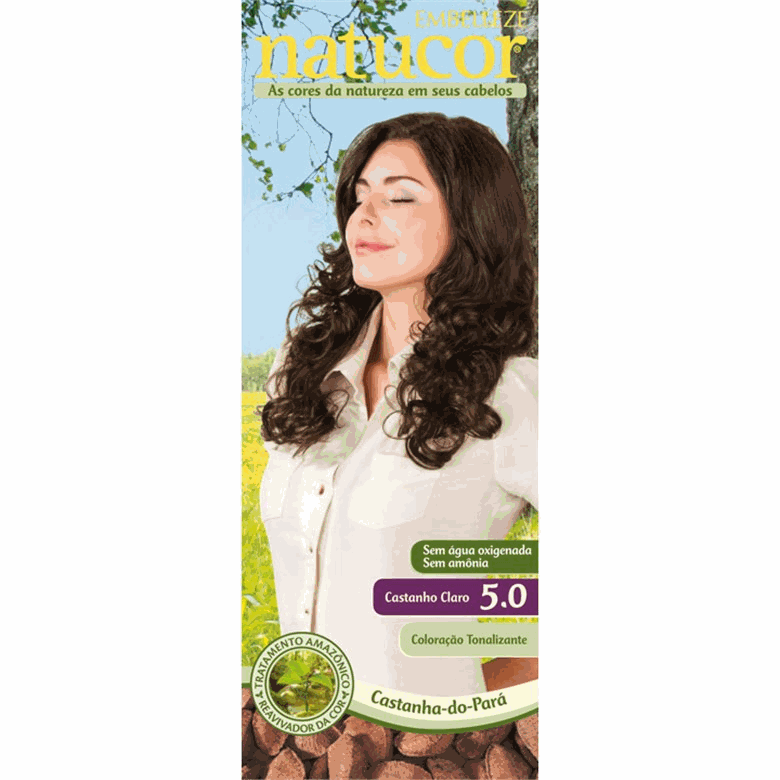 EMBELLEZE
natucor®
As cores da natureza em seus cabelos
Sem água oxigenada
Sem amônia
Castanho Claro 5.0
Coloração Tonalizante
TRATAMENTO AMAZÔNICO
REAVIVADOR DA COR
Castanha-do-Pará